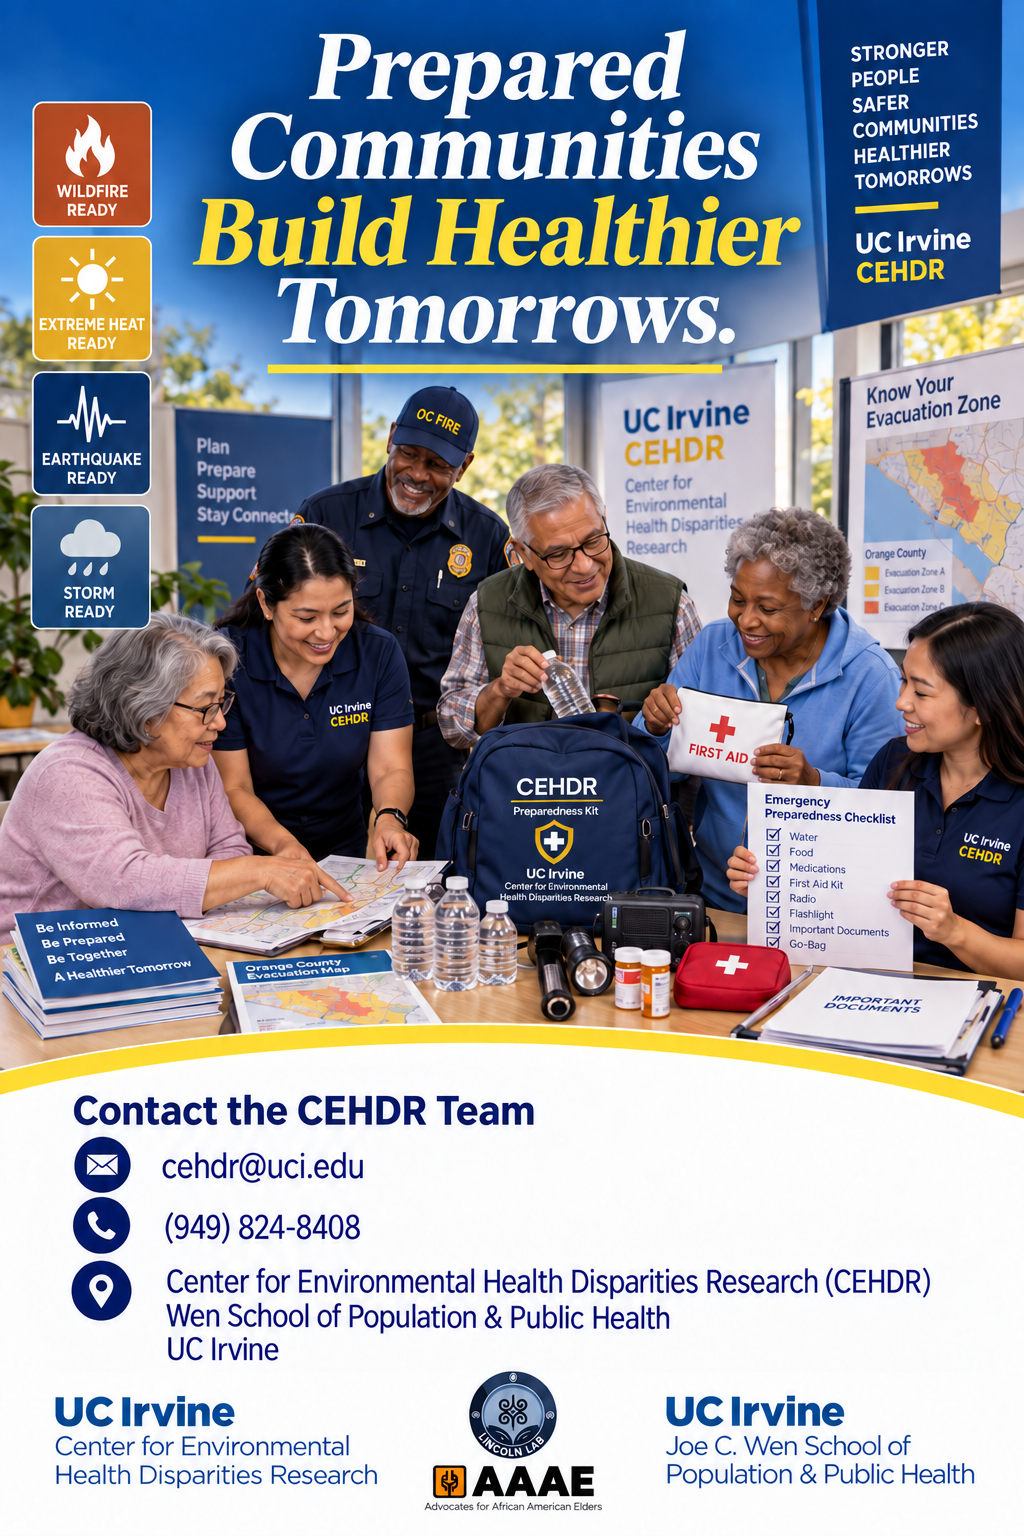 Prepared
Communities
Build Healthier
Tomorrows.
STRONGER
PEOPLE
SAFER
COMMUNITIES
HEALTHIER
TOMORROWS
UC Irvine
CEHDR
WILDFIRE
READY
EXTREME HEAT
READY
EARTHQUAKE
READY
STORM
READY
Plan
Prepare
Support
Stay Connecte
OC FIRE
UC Irvine
CEHDR
Center for
Environmental
Health Disparities
Research
Know Your
Evacuation Zone
Orange County
Evacuation Zone A
Evacuation Zone B
Evacuation Zone C
UC Irvine
CEHDR
FIRST AID
CEHDR
Preparedness Kit
UC Irvine
Center for Environmental
Health Disparities Research
Emergency
Preparedness Checklist
Water
Food
Medications
First Aid Kit
Radio
Flashlight
Important Documents
Go-Bag
UC Irvine
CEHDR
Be Informed
Be Prepared
Be Together
A Healthier Tomorrow
Orange County
Evacuation Map
IMPORTANT
DOCUMENTS
Contact the CEHDR Team
cehdr@uci.edu
(949) 824-8408
Center for Environmental Health Disparities Research (CEHDR)
Wen School of Population & Public Health
UC Irvine
UC Irvine
Center for Environmental
Health Disparities Research
LINCOLN LAB
AAAE
Advocates for African American Elders
UC Irvine
Joe C. Wen School of
Population & Public Health